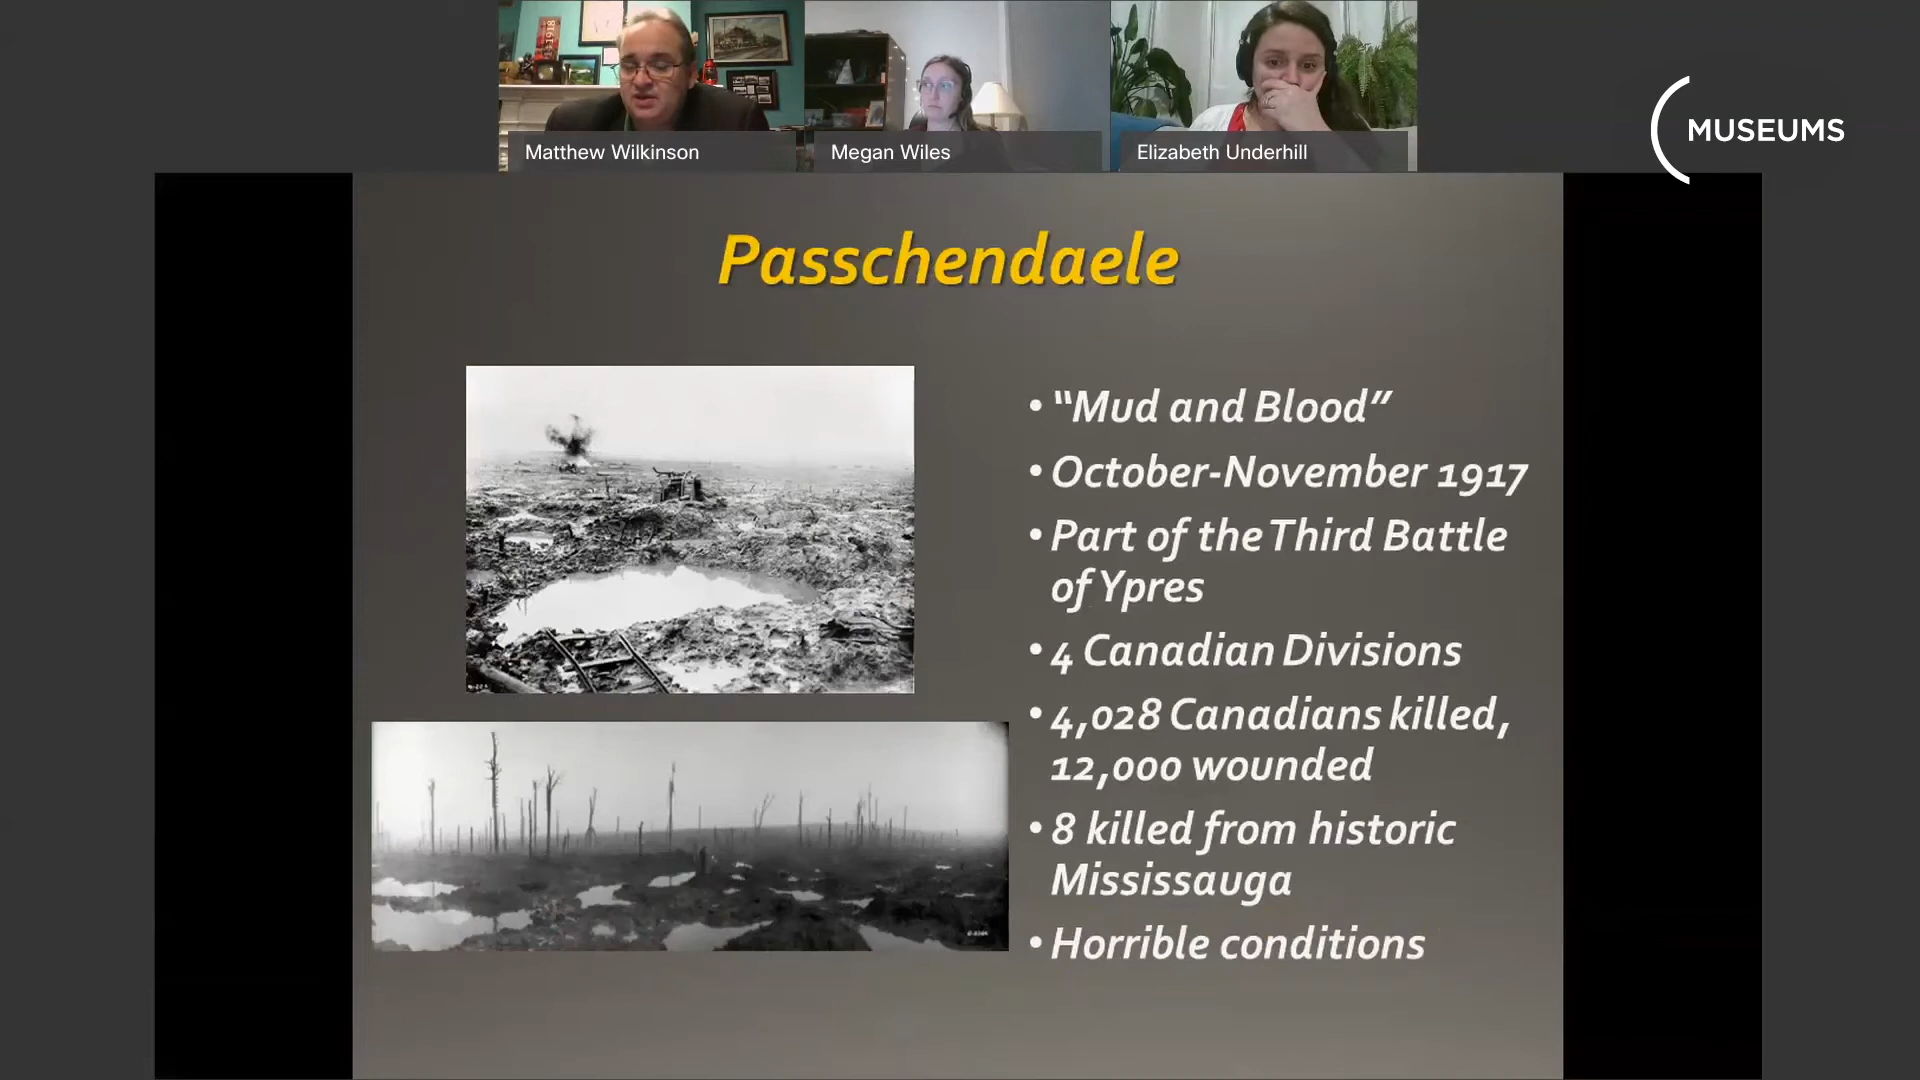 1918
Matthew Wilkinson
Megan Wiles
Elizabeth Underhill
MUSEUMS
Passchendaele
• “Mud and Blood”
• October-November 1917
• Part of the Third Battle
of Ypres
• 4 Canadian Divisions
• 4,028 Canadians killed,
12,000 wounded
• 8 killed from historic
Mississauga
• Horrible conditions